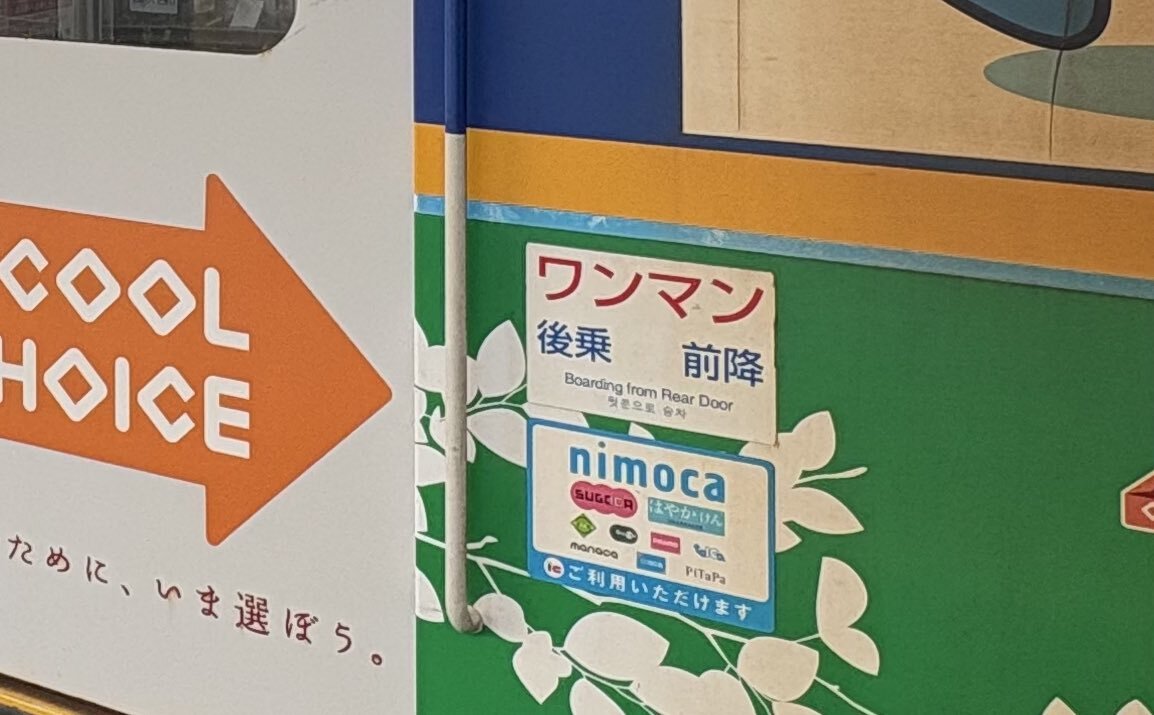 COOL
HOICE
ために、いま選ぼう。
ワンマン
後乗 前降
Boarding from Rear Door
뒷문으로 승차
nimoca
SUGOCA はやかけん
manaca PiTaPa
ic ご利用いただけます